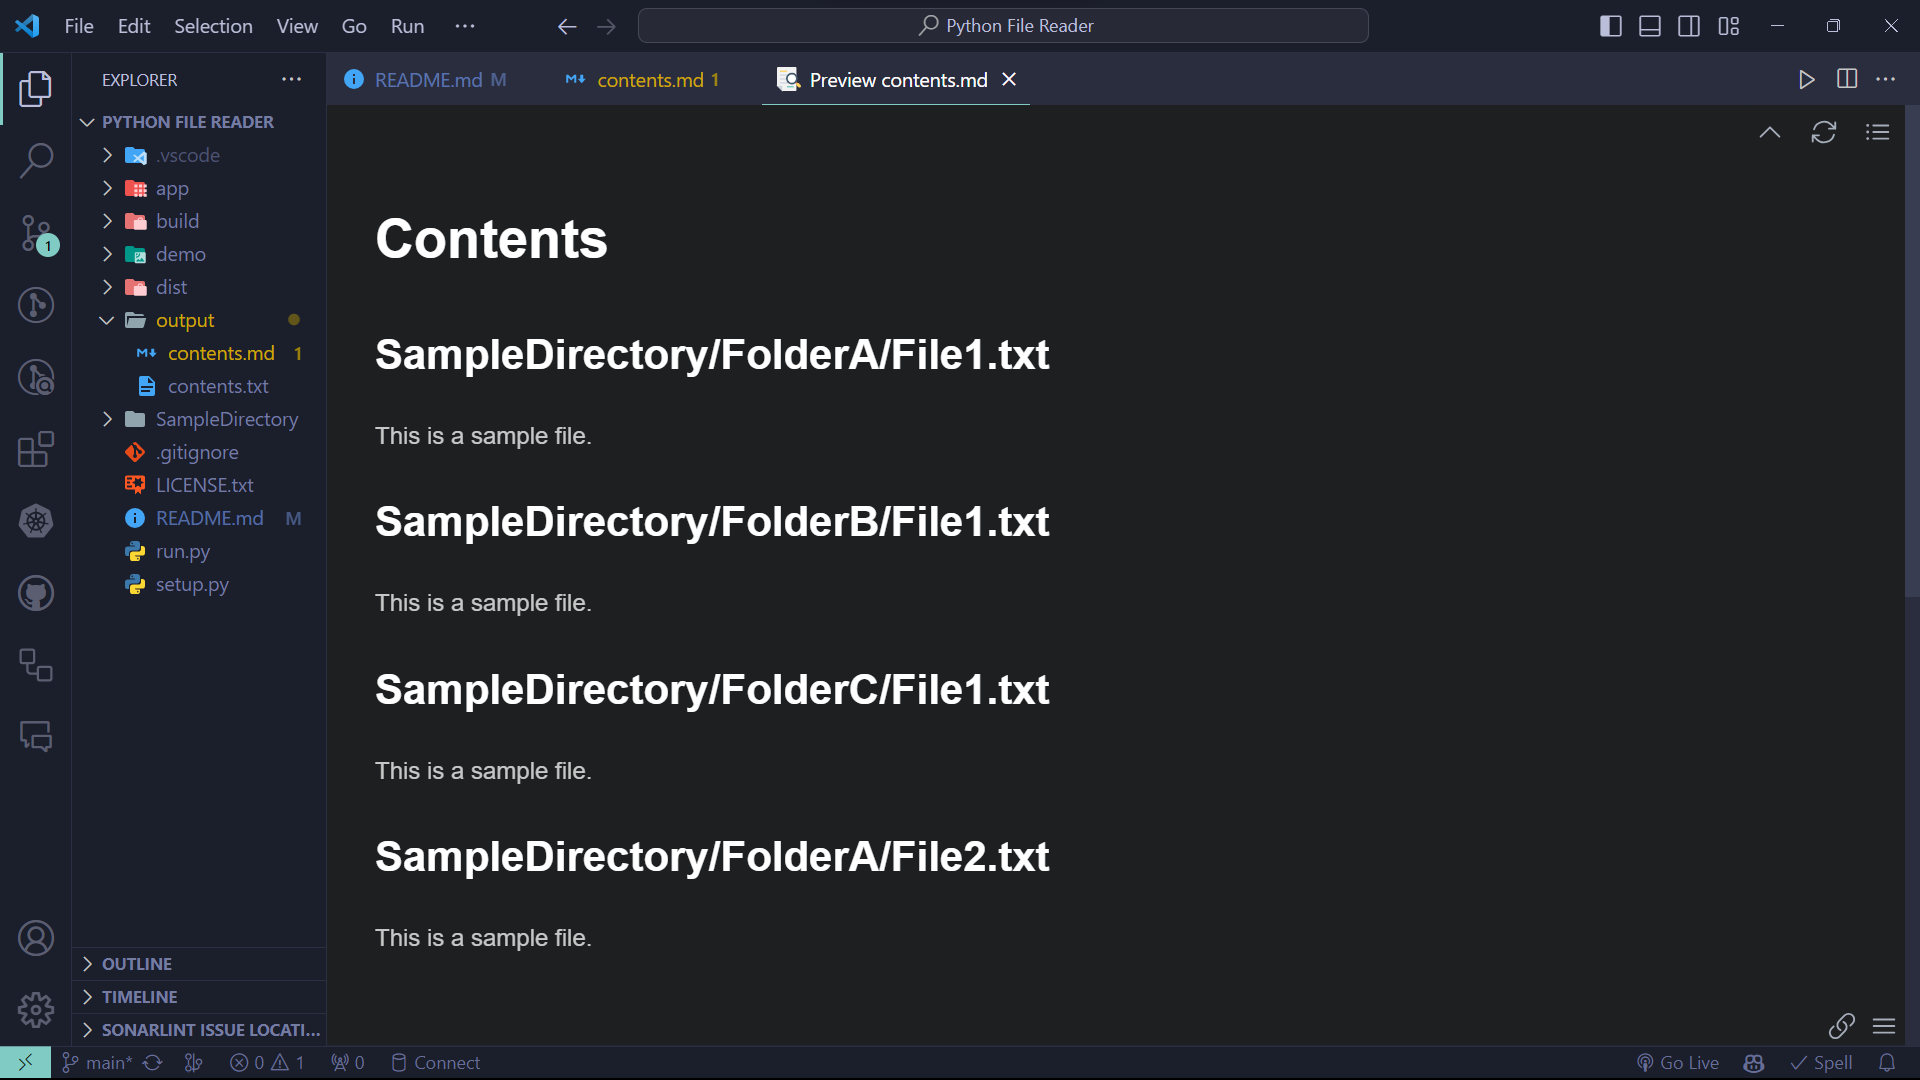 File Edit Selection View Go Run ··· Python File Reader
EXPLORER ···
README.md M contents.md 1 Preview contents.md
PYTHON FILE READER
.vscode
app
build
demo
dist
output
contents.md 1
contents.txt
SampleDirectory
.gitignore
LICENSE.txt
README.md M
run.py
setup.py
1
Contents
SampleDirectory/FolderA/File1.txt
This is a sample file.
SampleDirectory/FolderB/File1.txt
This is a sample file.
SampleDirectory/FolderC/File1.txt
This is a sample file.
SampleDirectory/FolderA/File2.txt
This is a sample file.
OUTLINE
TIMELINE
SONARLINT ISSUE LOCATI...
main* 0 1 0 Connect Go Live Spell